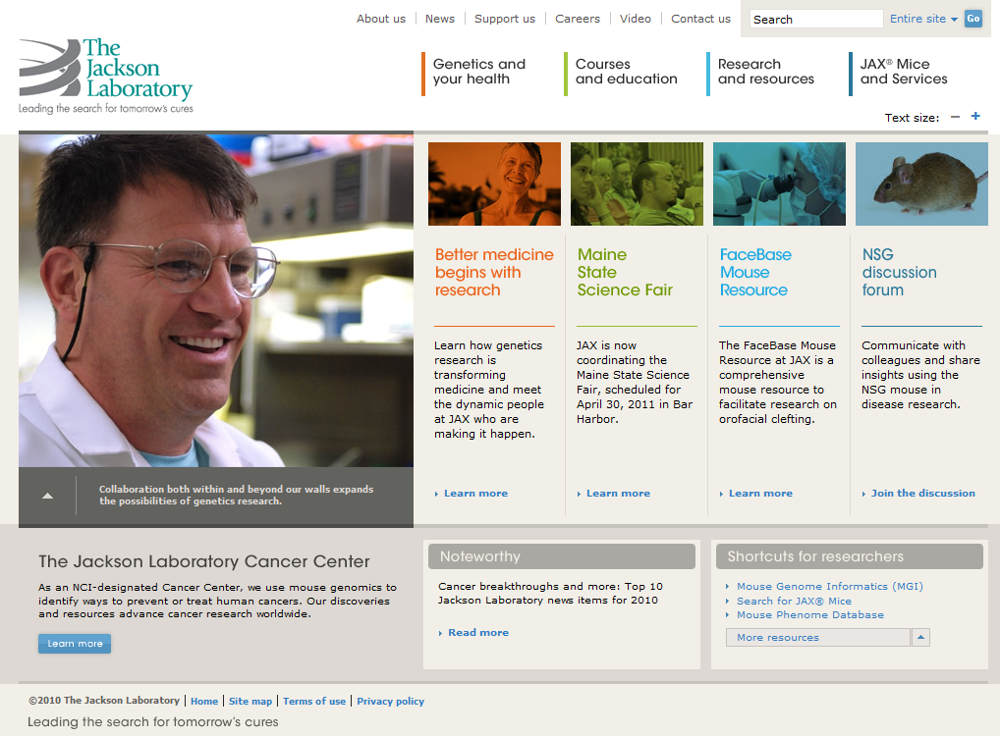 About us
News
Support us
Careers
Video
Contact us
Search
Entire site
Go
The
Jackson
Laboratory
Leading the search for tomorrow's cures
Genetics and
your health
Courses
and education
Research
and resources
JAX® Mice
and Services
Text size: − +
Collaboration both within and beyond our walls expands
the possibilities of genetics research.
Better medicine
begins with
research
Learn how genetics
research is
transforming
medicine and meet
the dynamic people
at JAX who are
making it happen.
Learn more
Maine
State
Science Fair
JAX is now
coordinating the
Maine State Science
Fair, scheduled for
April 30, 2011 in Bar
Harbor.
Learn more
FaceBase
Mouse
Resource
The FaceBase Mouse
Resource at JAX is a
comprehensive
mouse resource to
facilitate research on
orofacial clefting.
Learn more
NSG
discussion
forum
Communicate with
colleagues and share
insights using the
NSG mouse in
disease research.
Join the discussion
The Jackson Laboratory Cancer Center
As an NCI-designated Cancer Center, we use mouse genomics to
identify ways to prevent or treat human cancers. Our discoveries
and resources advance cancer research worldwide.
Learn more
Noteworthy
Cancer breakthroughs and more: Top 10
Jackson Laboratory news items for 2010
Read more
Shortcuts for researchers
Mouse Genome Informatics (MGI)
Search for JAX® Mice
Mouse Phenome Database
More resources
©2010 The Jackson Laboratory | Home | Site map | Terms of use | Privacy policy
Leading the search for tomorrow's cures